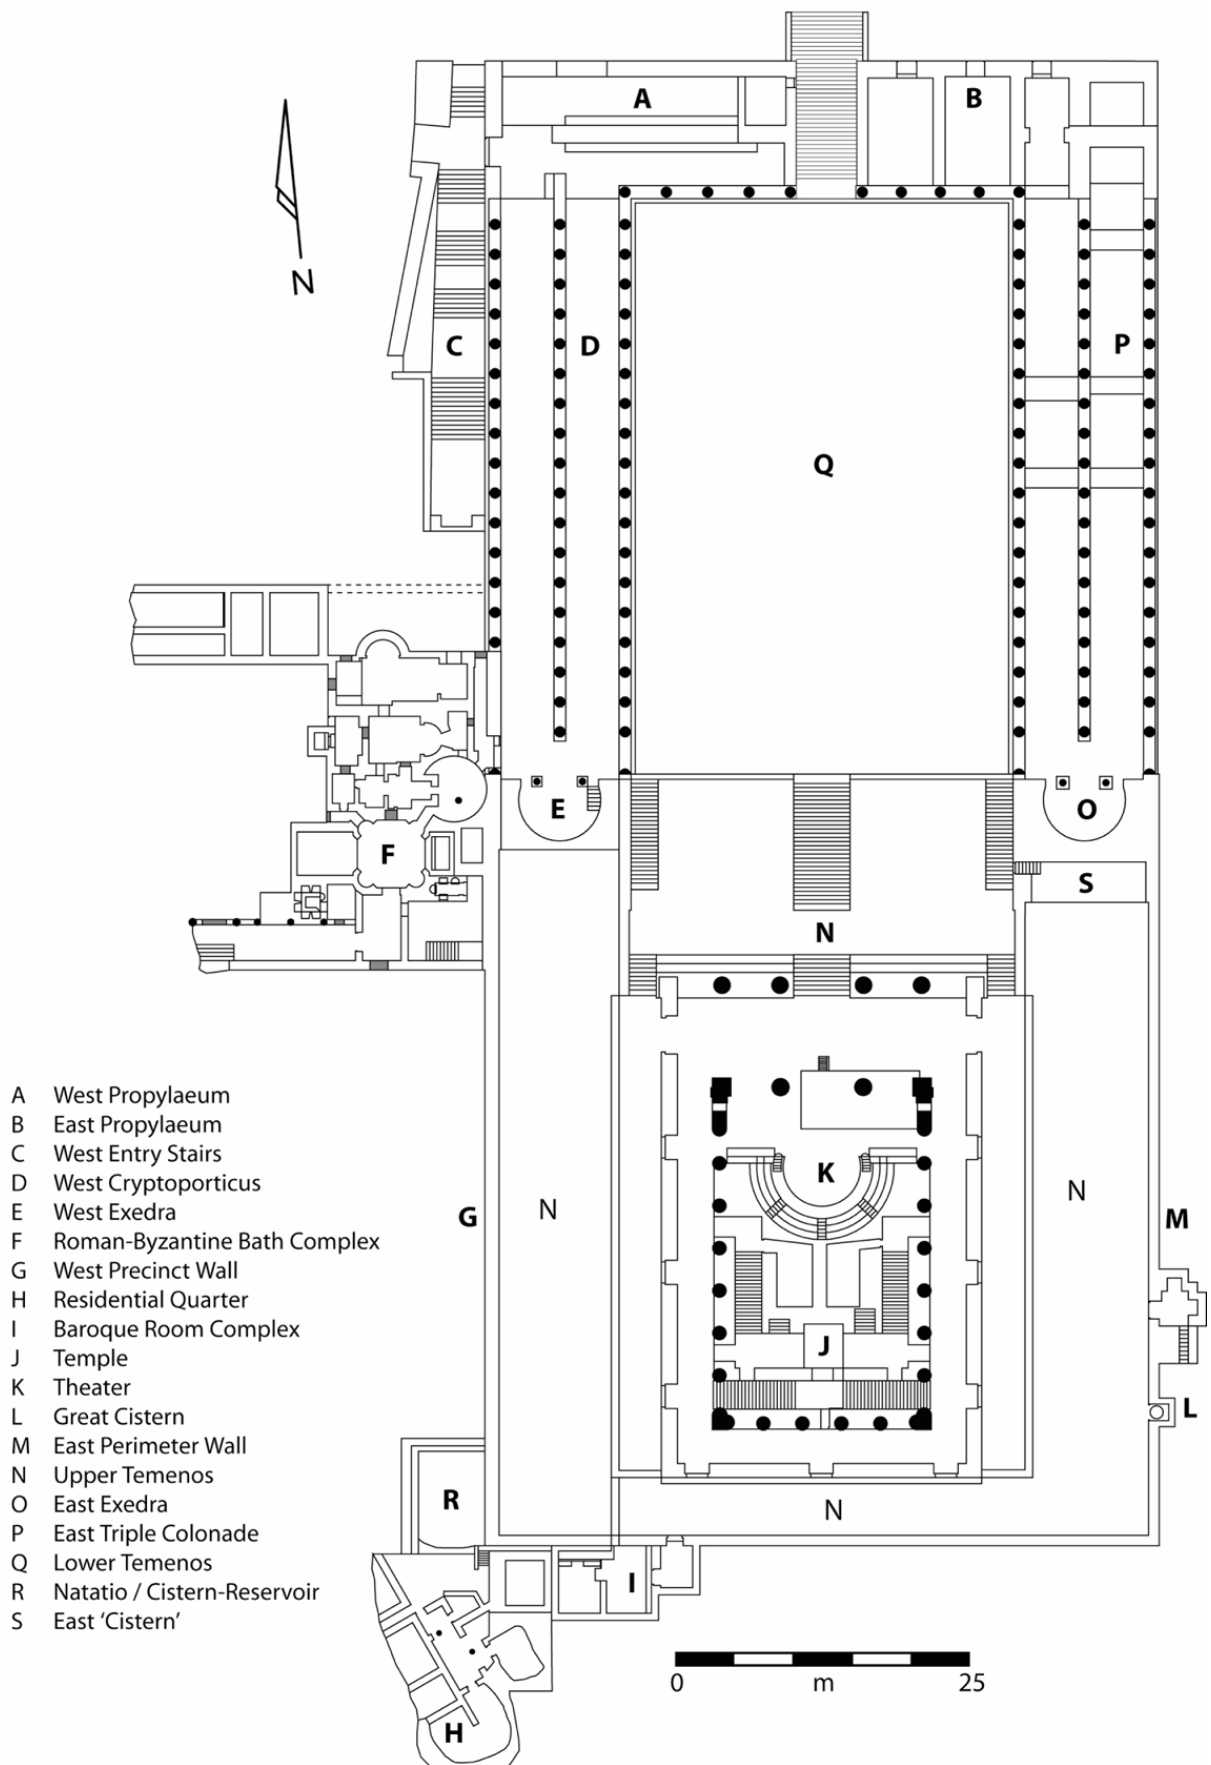 A
B
N
C
D
P
Q
E
O
F
S
N
K
N
N
G
M
J
L
R
N
I
H
A West Propylaeum
B East Propylaeum
C West Entry Stairs
D West Cryptoporticus
E West Exedra
F Roman-Byzantine Bath Complex
G West Precinct Wall
H Residential Quarter
I Baroque Room Complex
J Temple
K Theater
L Great Cistern
M East Perimeter Wall
N Upper Temenos
O East Exedra
P East Triple Colonade
Q Lower Temenos
R Natatio / Cistern-Reservoir
S East ‘Cistern’
0 m 25